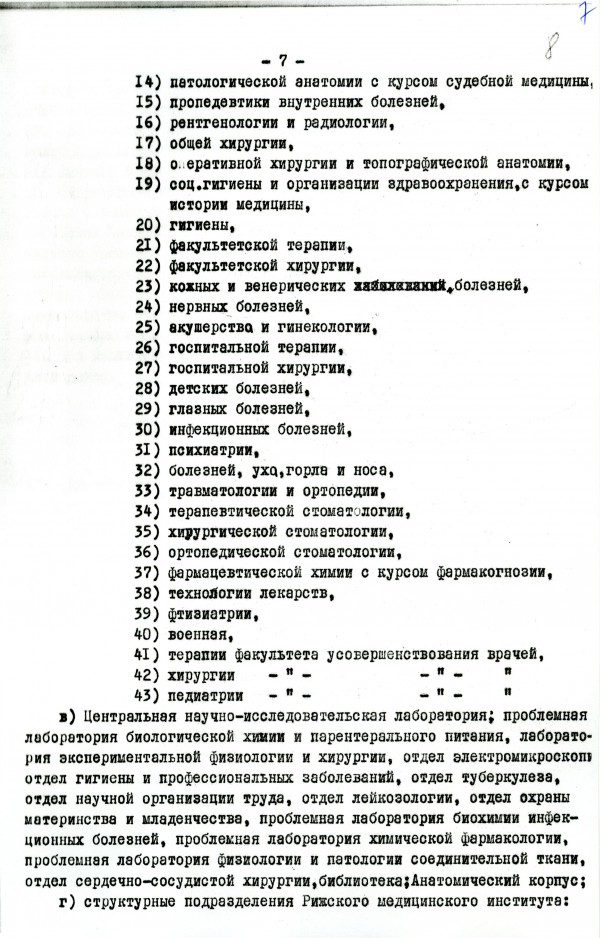 7
8
- 7 -
14) патологической анатомии с курсом судебной медицины,
15) пропедевтики внутренних болезней,
16) рентгенологии и радиологии,
17) общей хирургии,
18) о.еративной хирургии и топографической анатомии,
19) соц.гигиены и организации здравоохранения,с курсом
истории медицины,
20) гигиены,
21) факультетской терапии,
22) факультетской хирургии,
23) кожных и венерических болезней,
24) нервных болезней,
25) акушерства и гинекологии,
26) госпитальной терапии,
27) госпитальной хирургии,
28) детских болезней,
29) глазных болезней,
30) инфекционных болезней,
31) психиатрии,
32) болезней, уха,горла и носа,
33) травматологии и ортопедии,
34) терапевтической стоматологии,
35) хирургической стоматологии,
36) ортопедической стоматологии,
37) фармацевтической химии с курсом фармакогнозии,
38) технологии лекарств,
39) фтизиатрии,
40) военная,
41) терапии факультета усовершенствования врачей,
42) хирургии - " - - " - "
43) педиатрии - " - - " - "
в) Центральная научно-исследовательская лаборатория; проблемная
лаборатория биологической химии и парентерального питания, лаборато-
рия экспериментальной физиологии и хирургии, отдел электромикроскопи
отдел гигиены и профессиональных заболеваний, отдел туберкулеза,
отдел научной организации труда, отдел лейкозологии, отдел охраны
материнства и младенчества, проблемная лаборатория биохимии инфек-
ционных болезней, проблемная лаборатория химической фармакологии,
проблемная лаборатория физиологии и патологии соединительной ткани,
отдел сердечно-сосудистой хирургии,библиотека;Анатомический корпус;
г) структурные подразделения Рижского медицинского института: